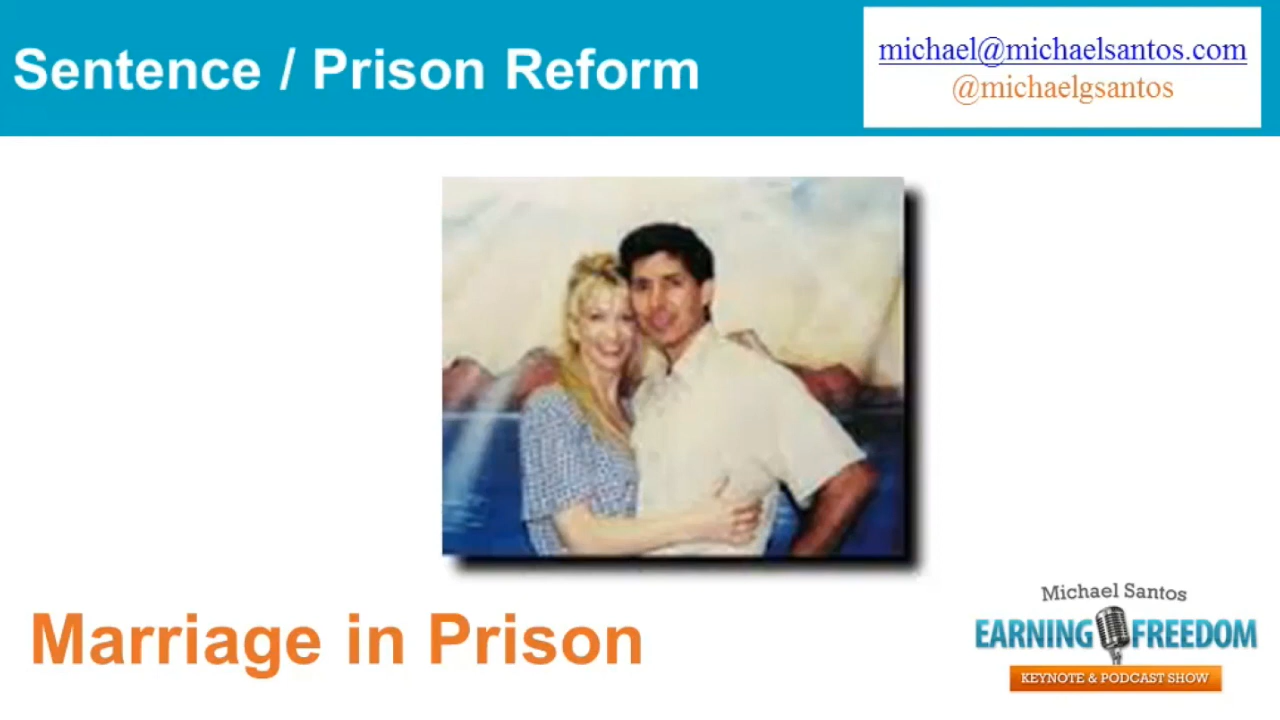 Sentence / Prison Reform
michael@michaelsantos.com
@michaelgsantos
Marriage in Prison
Michael Santos
EARNING FREEDOM
KEYNOTE & PODCAST SHOW